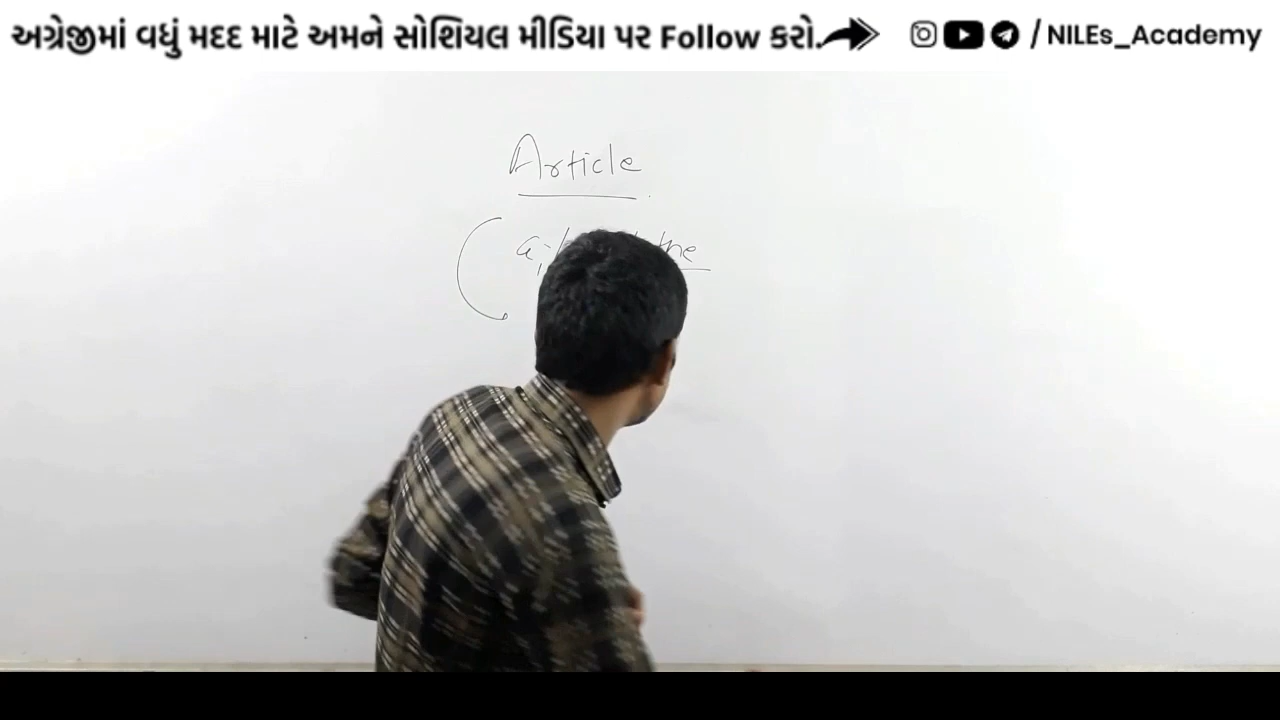 અગ્રેજીમાં વધું મદદ માટે અમને સોશિયલ મીડિયા પર Follow કરો. / NILEs_Academy
Article
a, the